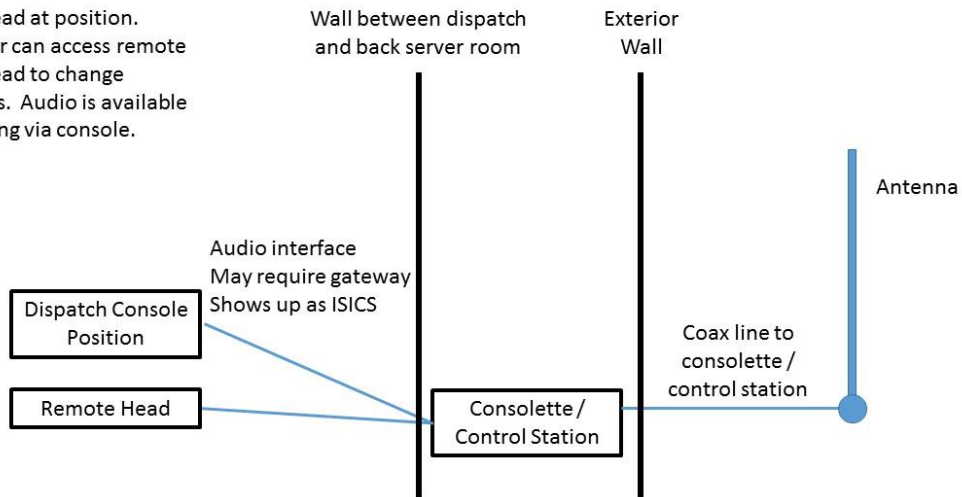 ead at position.
r can access remote
ead to change
s. Audio is available
ng via console.
Wall between dispatch
and back server room
Exterior
Wall
Antenna
Audio interface
May require gateway
Shows up as ISICS
Dispatch Console
Position
Remote Head
Consolette /
Control Station
Coax line to
consolette /
control station